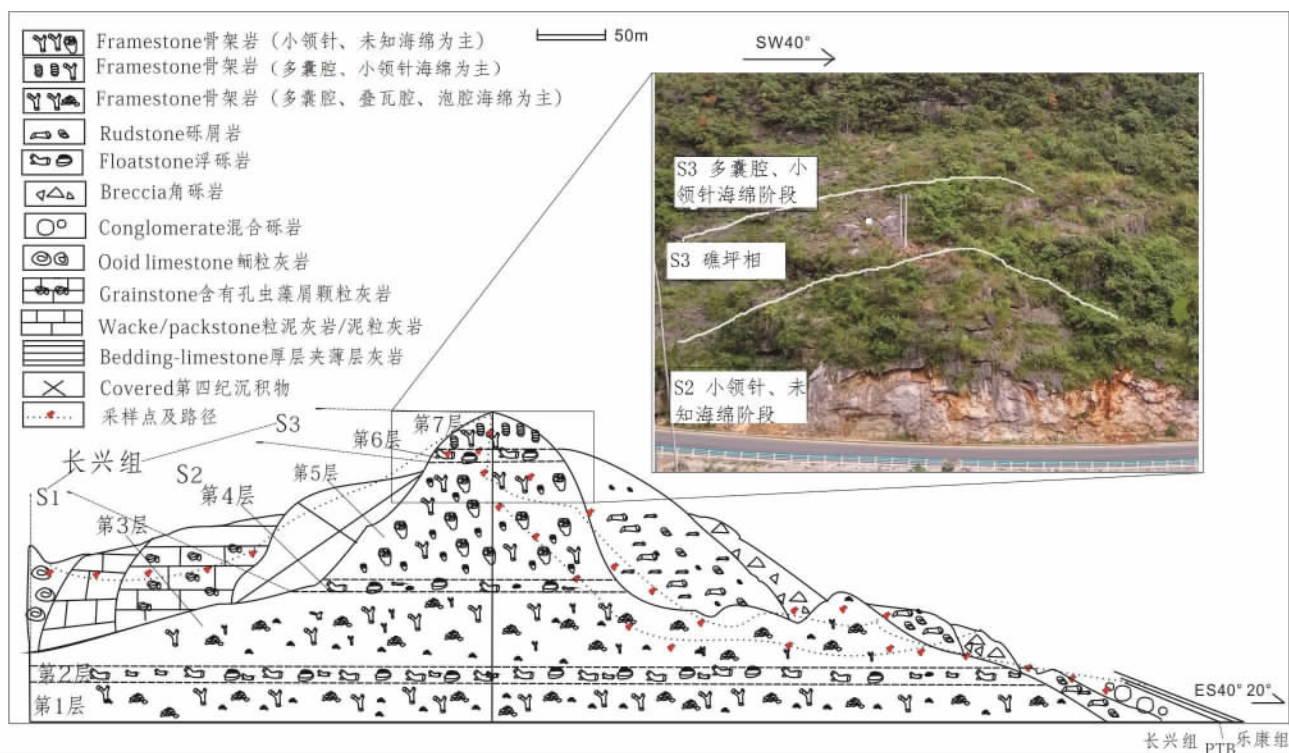 Framestone骨架岩（小领针、未知海绵为主）
Framestone骨架岩（多囊腔、小领针海绵为主）
Framestone骨架岩（多囊腔、叠瓦腔、泡腔海绵为主）
Rudstone砾屑岩
Floatstone浮砾岩
Breccia角砾岩
Conglomerate混合砾岩
Ooid limestone鲕粒灰岩
Grainstone含有孔虫藻屑颗粒灰岩
Wacke/packstone粒泥灰岩/泥粒灰岩
Bedding-limestone厚层夹薄层灰岩
Covered第四纪沉积物
采样点及路径
50m
SW40°
S3 多囊腔、小
领针海绵阶段
S3 礁坪相
S2 小领针、未
知海绵阶段
S3
第7层
第6层
长兴组
S2
第5层
S1
第4层
第3层
第2层
第1层
ES40° 20°
长兴组
PTB
乐康组